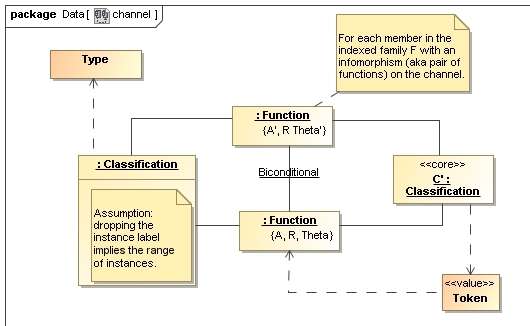 package Data[ channel ]
Type
For each member in the
indexed family F with an
infomorphism (aka pair of
functions) on the channel.
: Function
{A', R Theta'}
: Classification
Assumption:
dropping the
instance label
implies the range
of instances.
Biconditional
<<core>>
C' :
Classification
: Function
{A, R, Theta}
<<value>>
Token